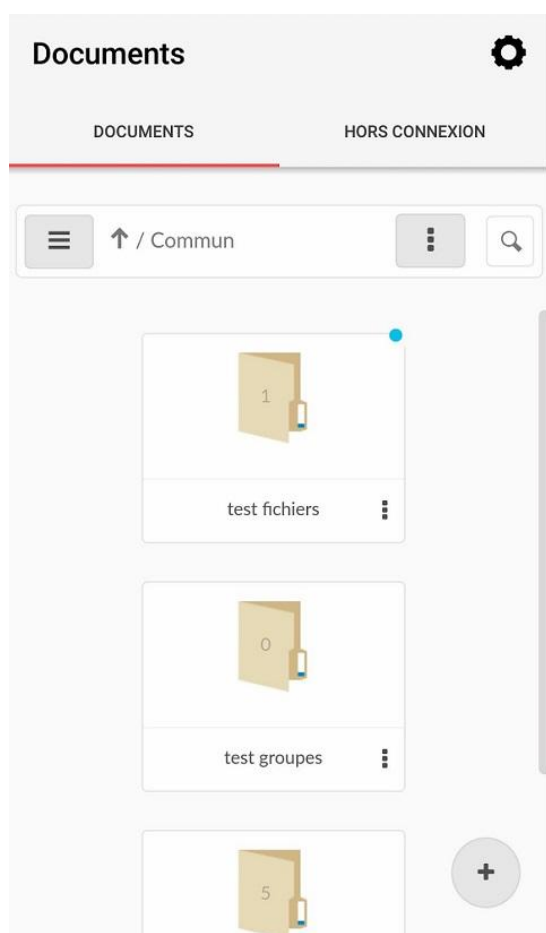 Documents
DOCUMENTS HORS CONNEXION
/ Commun
1
test fichiers
0
test groupes
5